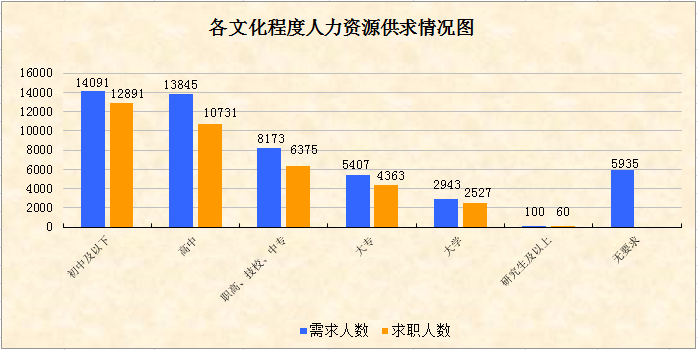 各文化程度人力资源供求情况图
16000
14000
12000
10000
8000
6000
4000
2000
0
14091
12891
13845
10731
8173
6375
5407
4363
2943
2527
100
60
5935
初中及以下
高中
职高、技校、中专
大专
大学
研究生及以上
无要求
需求人数
求职人数